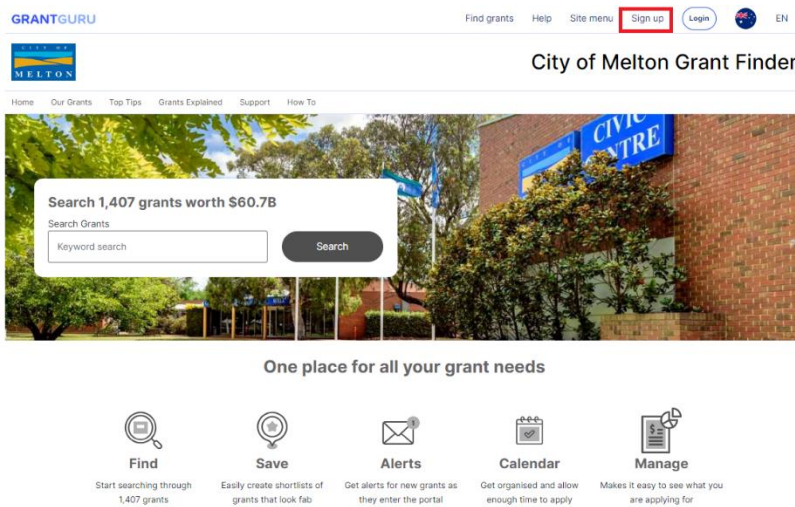 GRANTGURU
Find grants Help Site menu Sign up Login EN
CITY OF
MELTON
City of Melton Grant Finder
Home Our Grants Top Tips Grants Explained Support How To
CIVIC
CENTRE
Search 1,407 grants worth $60.7B
Search Grants
Keyword search
Search
One place for all your grant needs
1
Find
Start searching through
1,407 grants
Save
Easily create shortlists of
grants that look fab
Alerts
Get alerts for new grants as
they enter the portal
Calendar
Get organised and allow
enough time to apply
Manage
Makes it easy to see what you
are applying for